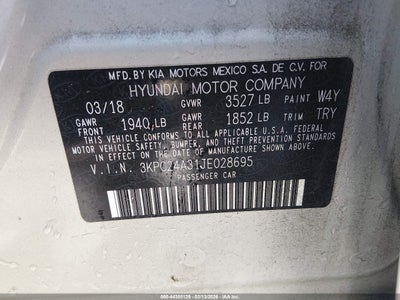 MFD. BY KIA MOTORS MEXICO S.A. DE C.V. FOR
HYUNDAI MOTOR COMPANY
03/18 GVWR 3527 LB PAINT W4Y
GAWR FRONT 1940 LB GAWR REAR 1852 LB TRIM TRY
THIS VEHICLE CONFORMS TO ALL APPLICABLE U.S. FEDERAL
MOTOR VEHICLE SAFETY, BUMPER, AND THEFT PREVENTION
STANDARDS IN EFFECT ON THE DATE OF MANUFACTURE SHOWN ABOVE.
V.I.N. 3KPC24A31JE028695
PASSENGER CAR